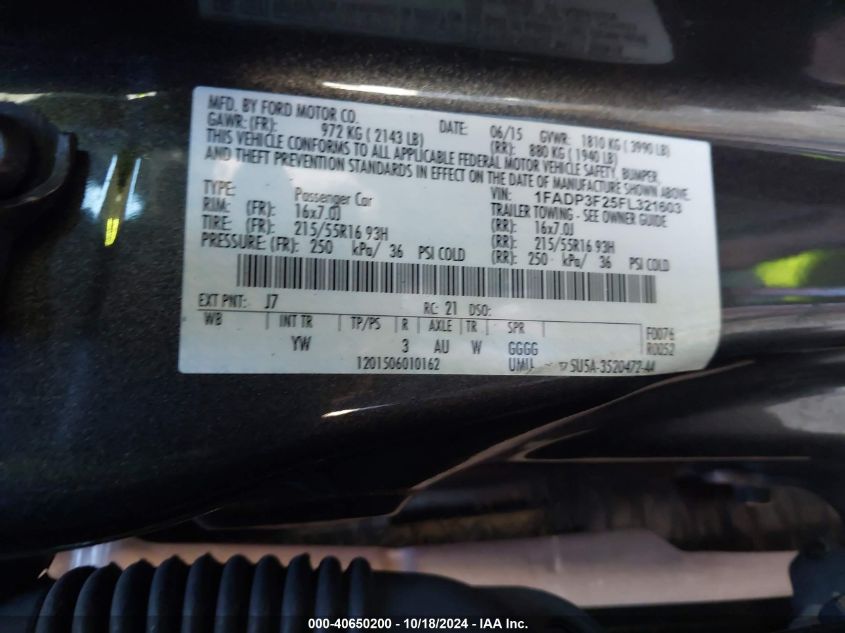 MFD. BY FORD MOTOR CO. DATE: 06/15 GVWR: 1810 KG ( 3990 LB)
GAWR: (FR): 972 KG ( 2143 LB) (RR): 880 KG ( 1940 LB)
THIS VEHICLE CONFORMS TO ALL APPLICABLE FEDERAL MOTOR VEHICLE SAFETY, BUMPER,
AND THEFT PREVENTION STANDARDS IN EFFECT ON THE DATE OF MANUFACTURE SHOWN ABOVE.
VIN: 1FADP3F25FL321603
TYPE: Passenger Car TRAILER TOWING - SEE OWNER GUIDE
RIM: (FR): 16x7.0J (RR): 16x7.0J
TIRE: (FR): 215/55R16 93H (RR): 215/55R16 93H
PRESSURE: (FR): 250 kPa/ 36 PSI COLD (RR): 250 kPa/ 36 PSI COLD
EXT PNT: J7 RC: 21 DSO:
WB INT TR TP/PS R AXLE TR SPR F0076
YW 3 AU W GGGG R0052
1201506010162 5U5A-3520472-AA
000-40650200 - 10/18/2024 - IAA Inc.